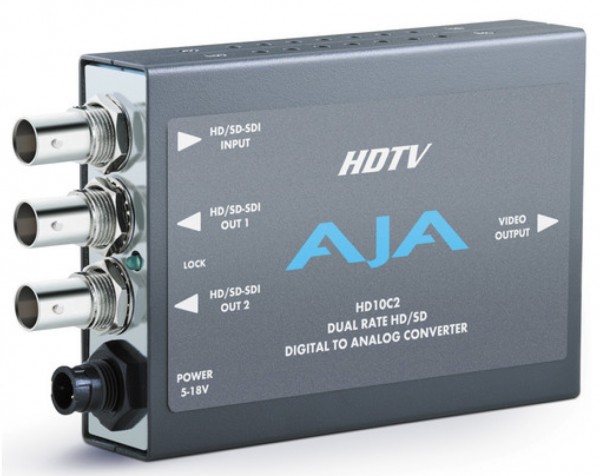 HD/SD-SDI
INPUT
HDTV
HD/SD-SDI
OUT 1
AJA
VIDEO
OUTPUT
LOCK
HD/SD-SDI
OUT 2
HD10C2
DUAL RATE HD/SD
DIGITAL TO ANALOG CONVERTER
POWER
5-18V